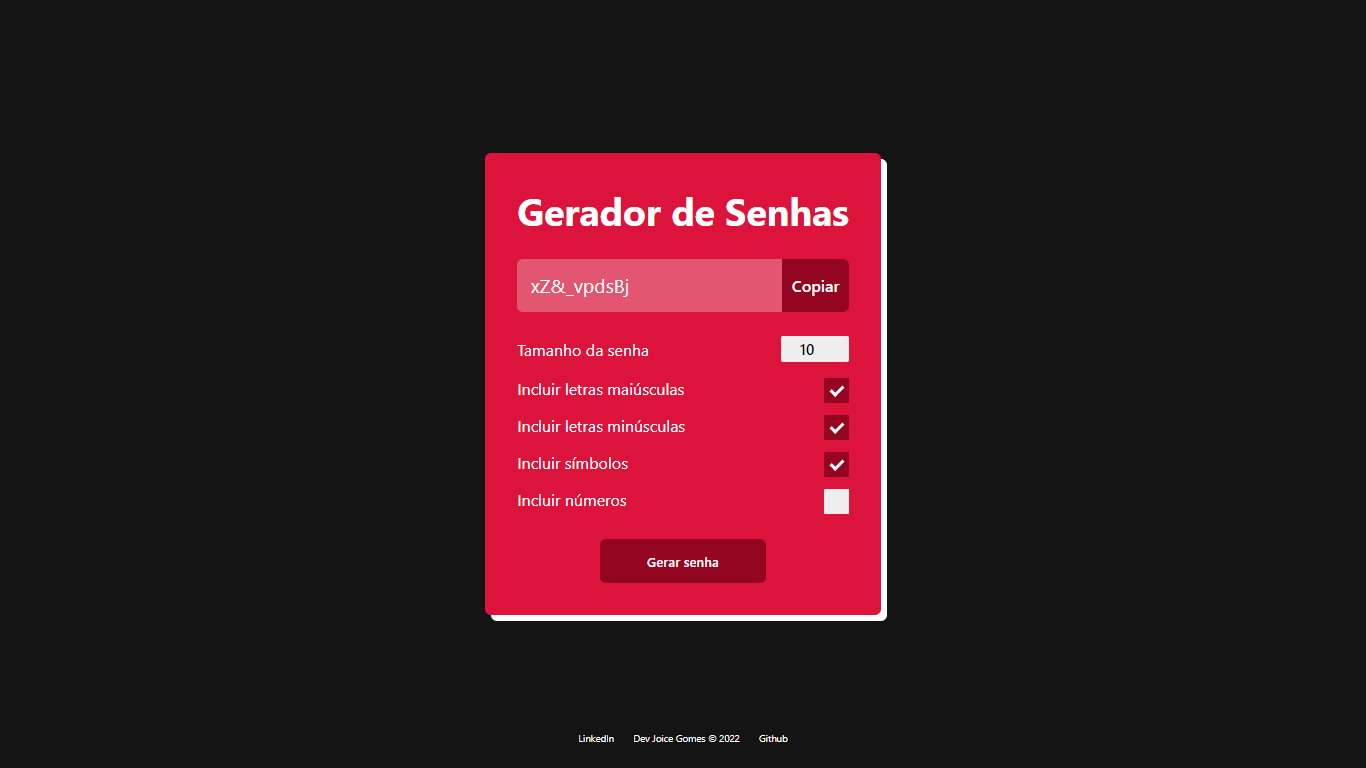 Gerador de Senhas
xZ&_vpdsBj
Copiar
Tamanho da senha 10
Incluir letras maiúsculas
Incluir letras minúsculas
Incluir símbolos
Incluir números
Gerar senha
LinkedIn Dev Joice Gomes © 2022 Github